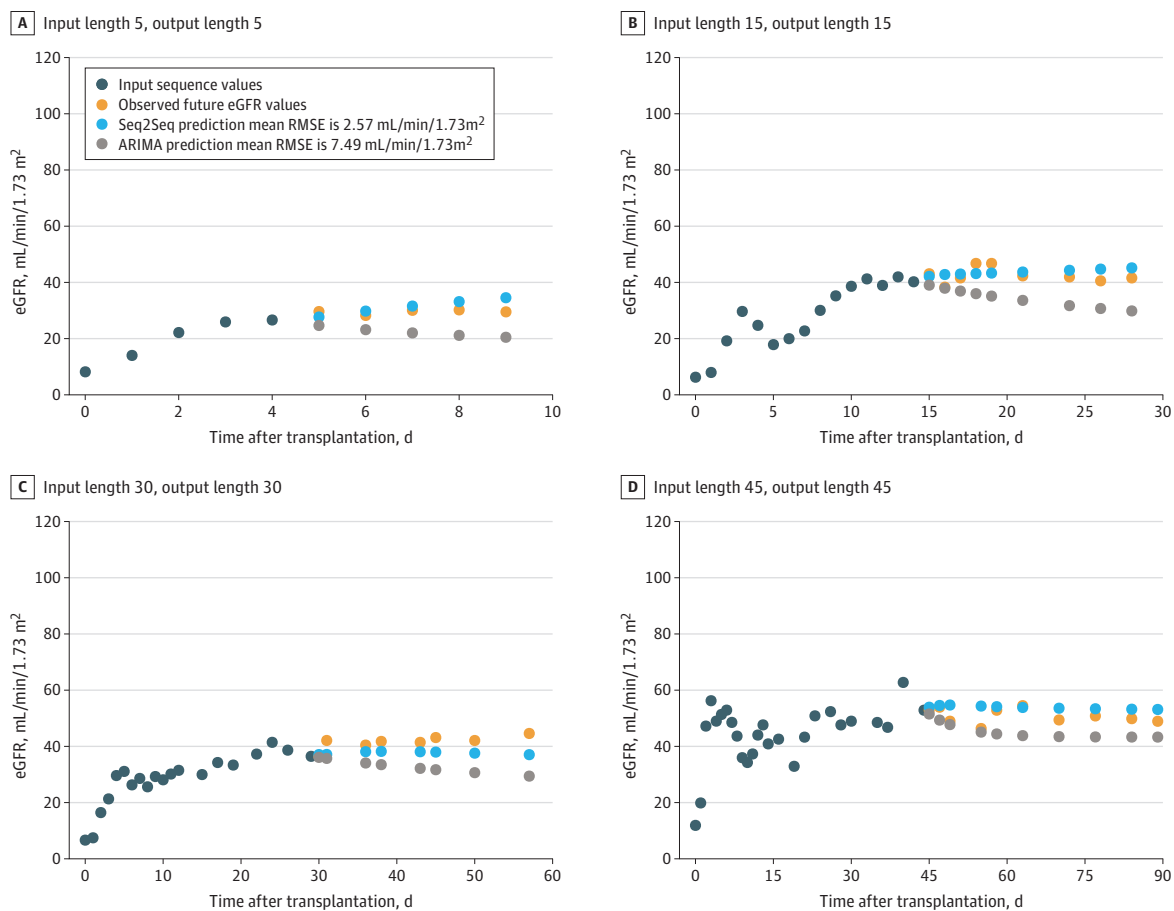 A Input length 5, output length 5
120
100
80
60
40
20
0
eGFR, mL/min/1.73 m²
Input sequence values
Observed future eGFR values
Seq2Seq prediction mean RMSE is 2.57 mL/min/1.73m²
ARIMA prediction mean RMSE is 7.49 mL/min/1.73m²
0 2 4 6 8 10
Time after transplantation, d
B Input length 15, output length 15
120
100
80
60
40
20
0
eGFR, mL/min/1.73 m²
0 5 10 15 20 25 30
Time after transplantation, d
C Input length 30, output length 30
120
100
80
60
40
20
0
eGFR, mL/min/1.73 m²
0 10 20 30 40 50 60
Time after transplantation, d
D Input length 45, output length 45
120
100
80
60
40
20
0
eGFR, mL/min/1.73 m²
0 15 30 45 60 75 90
Time after transplantation, d